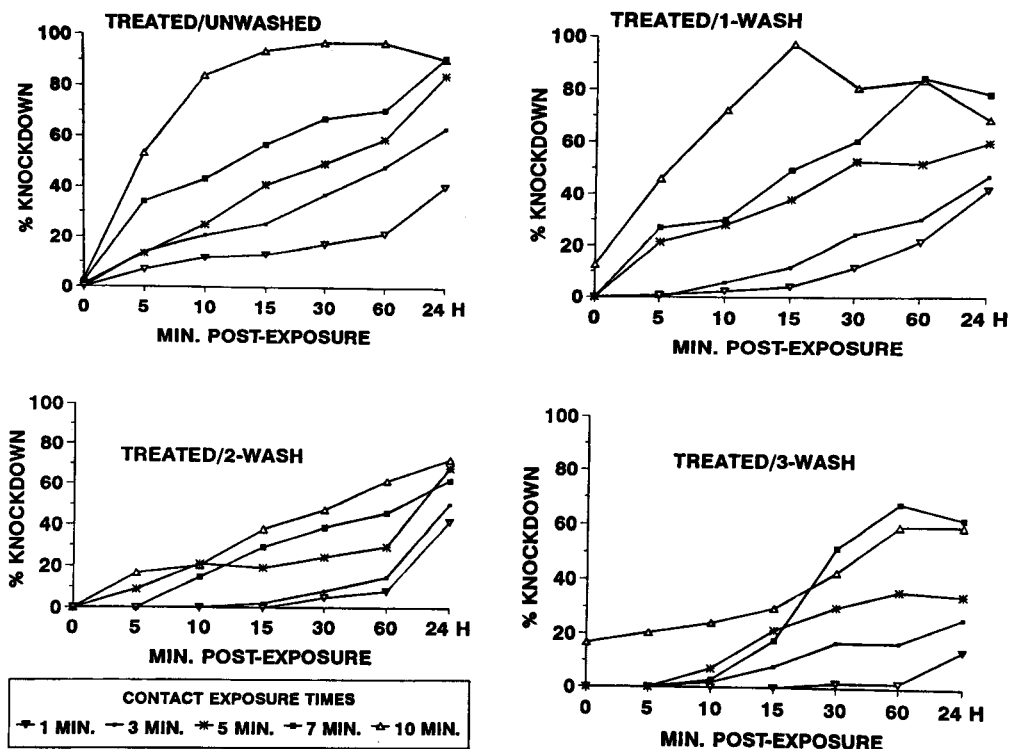 TREATED/UNWASHED
% KNOCKDOWN
100
80
60
40
20
0
0 5 10 15 30 60 24 H
MIN. POST-EXPOSURE
TREATED/1-WASH
% KNOCKDOWN
100
80
60
40
20
0
0 5 10 15 30 60 24 H
MIN. POST-EXPOSURE
TREATED/2-WASH
% KNOCKDOWN
100
80
60
40
20
0
0 5 10 15 30 60 24 H
MIN. POST-EXPOSURE
TREATED/3-WASH
% KNOCKDOWN
100
80
60
40
20
0
0 5 10 15 30 60 24 H
MIN. POST-EXPOSURE
CONTACT EXPOSURE TIMES
1 MIN. 3 MIN. 5 MIN. 7 MIN. 10 MIN.